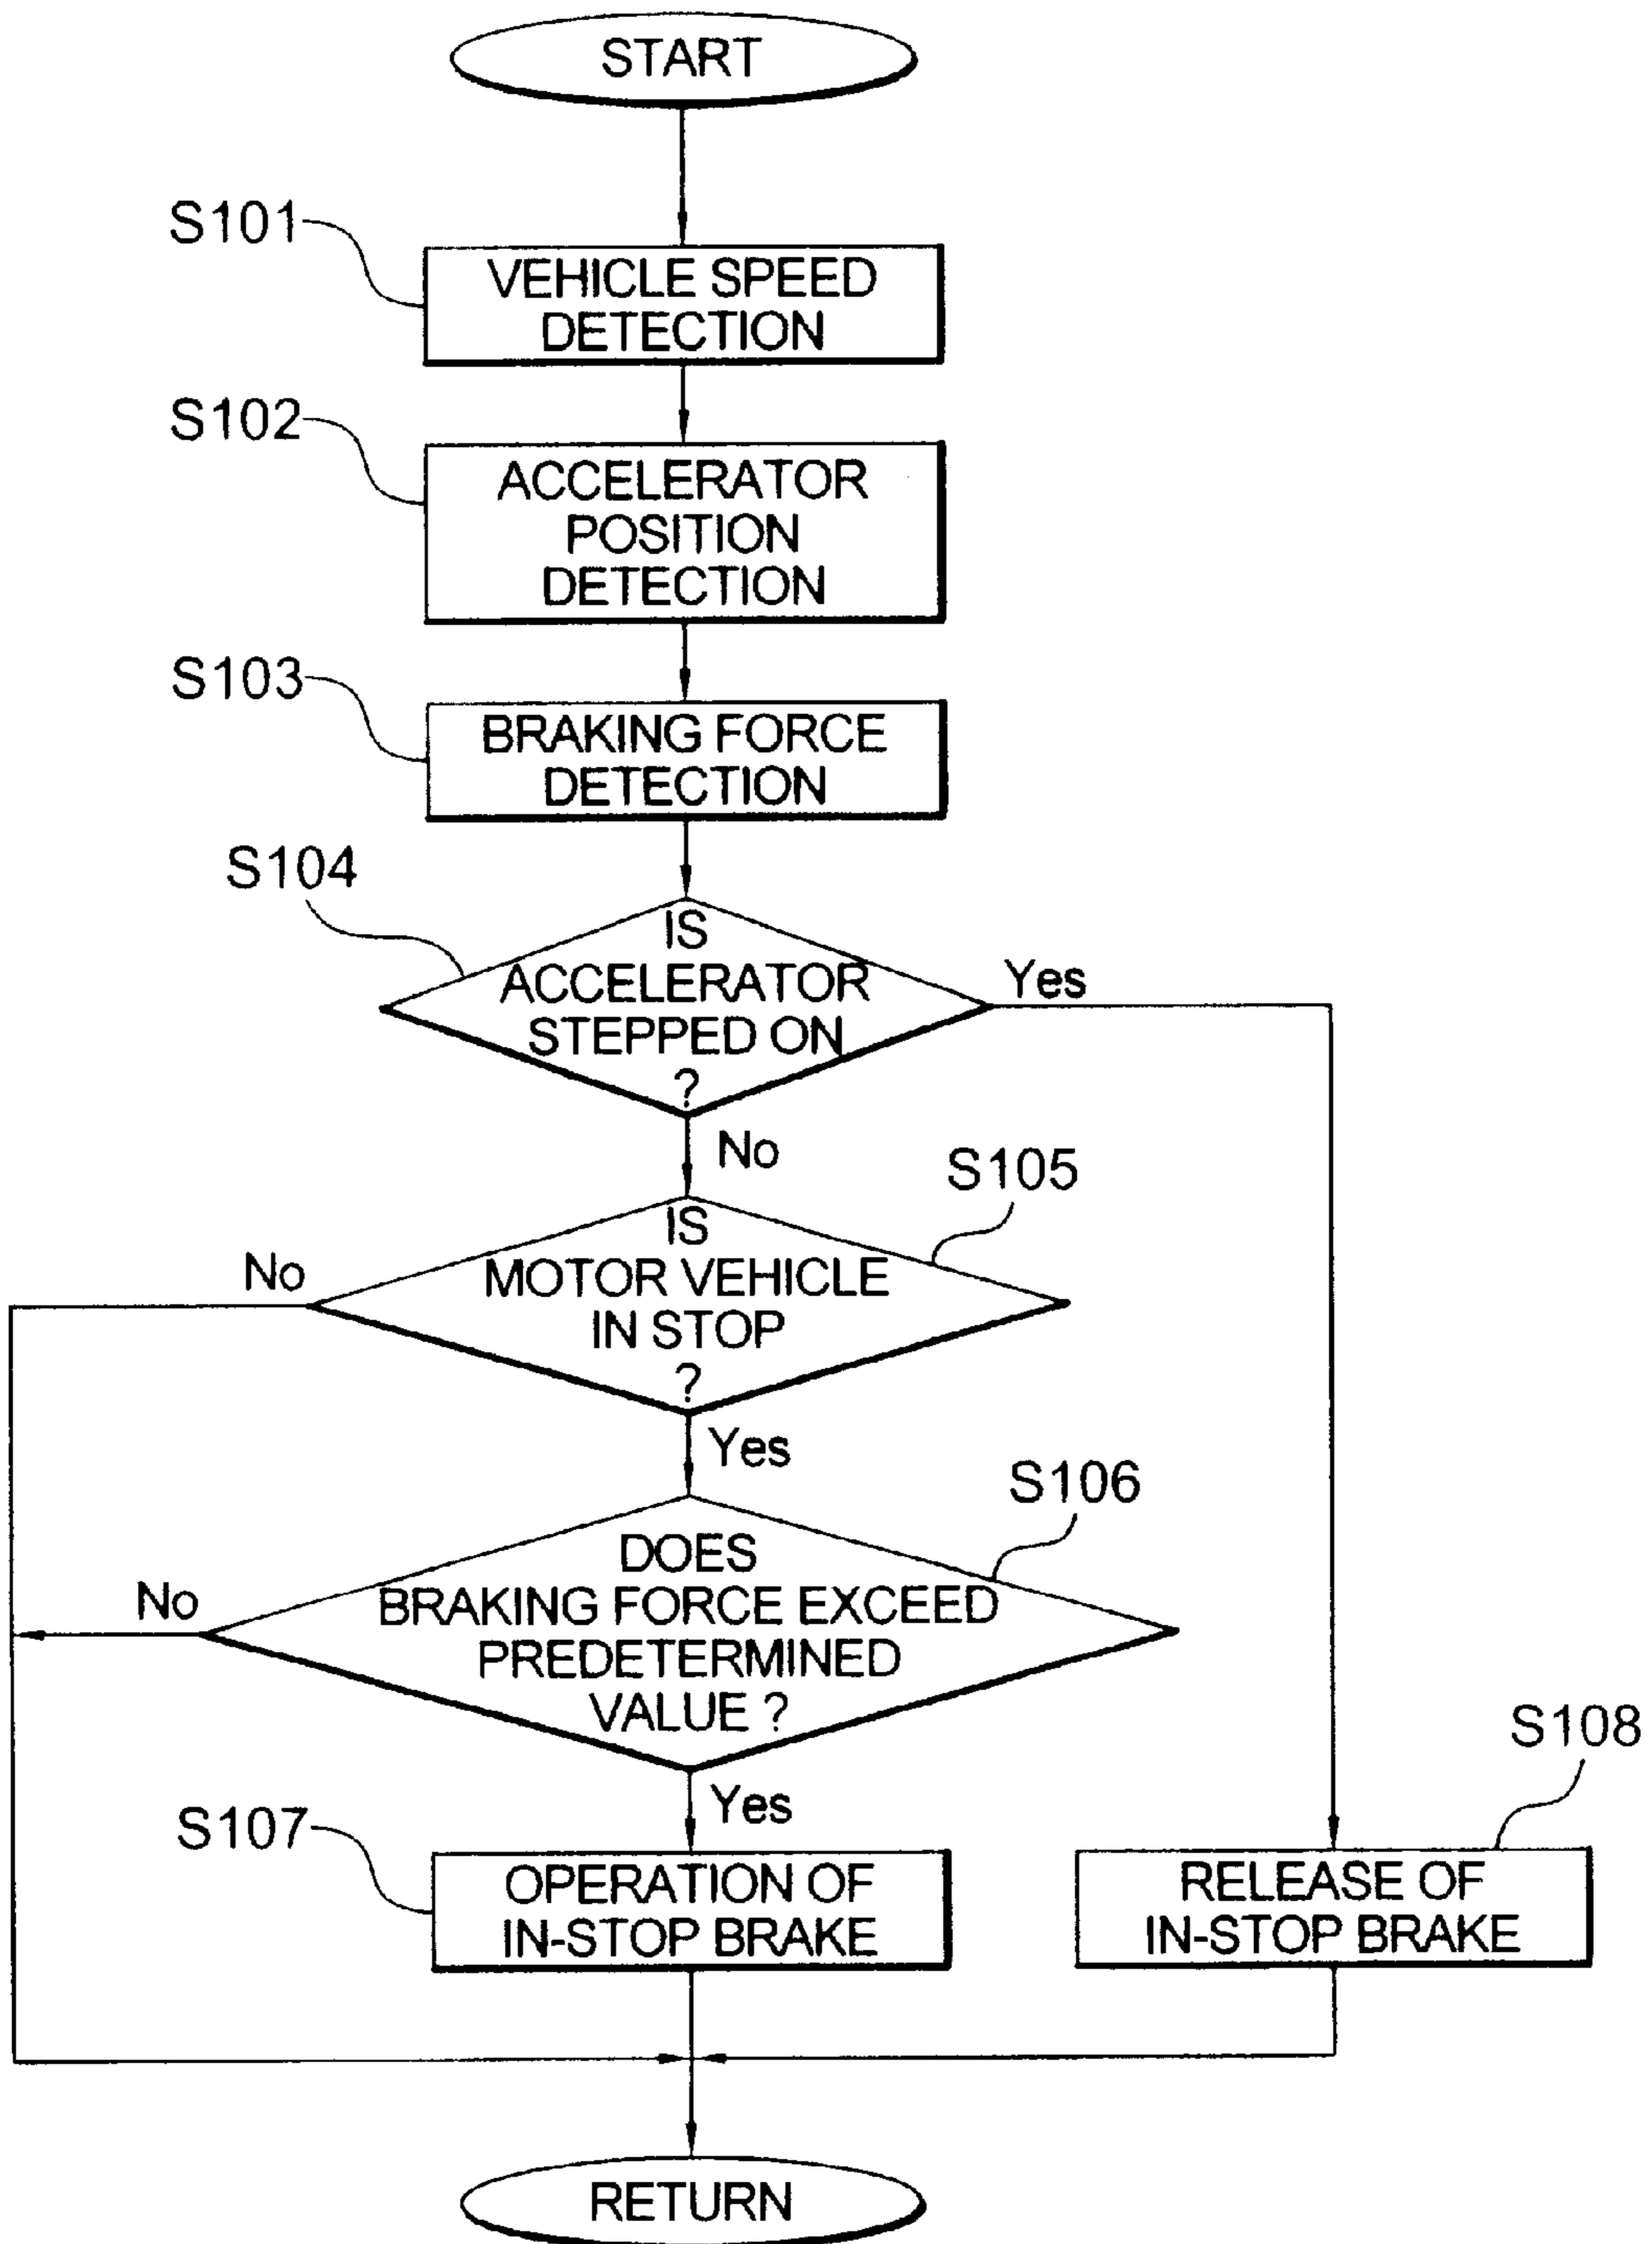 START
S101
VEHICLE SPEED
DETECTION
S102
ACCELERATOR
POSITION
DETECTION
S103
BRAKING FORCE
DETECTION
S104
IS
ACCELERATOR
STEPPED ON
?
Yes
No
S105
IS
MOTOR VEHICLE
IN STOP
?
No
Yes
S106
DOES
BRAKING FORCE EXCEED
PREDETERMINED
VALUE ?
No
Yes
S107
OPERATION OF
IN-STOP BRAKE
S108
RELEASE OF
IN-STOP BRAKE
RETURN